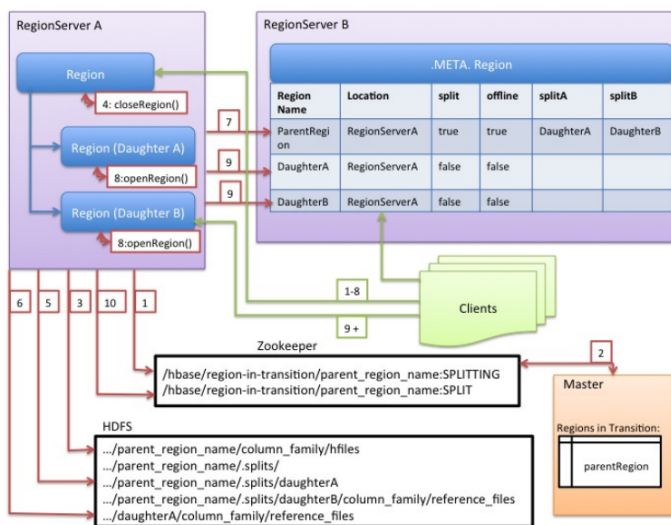 RegionServer A
Region
4: closeRegion()
Region (Daughter A)
8:openRegion()
Region (Daughter B)
8:openRegion()
7
9
9
RegionServer B
.META. Region
Region Name
Location
split
offline
splitA
splitB
ParentRegi
on
RegionServerA
true
true
DaughterA
DaughterB
DaughterA
RegionServerA
false
false
DaughterB
RegionServerA
false
false
6
5
3
10
1
1-8
9 +
Clients
Zookeeper
/hbase/region-in-transition/parent_region_name:SPLITTING
/hbase/region-in-transition/parent_region_name:SPLIT
2
Master
Regions in Transition:
parentRegion
HDFS
.../parent_region_name/column_family/hfiles
.../parent_region_name/.splits/
.../parent_region_name/.splits/daughterA
.../parent_region_name/.splits/daughterB/column_family/reference_files
.../daughterA/column_family/reference_files